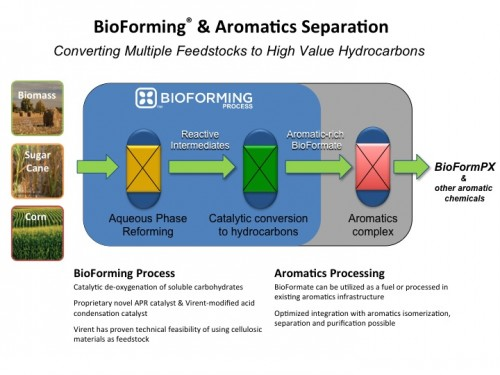 BioForming® & Aromatics Separation
Converting Multiple Feedstocks to High Value Hydrocarbons
Biomass
Sugar
Cane
Corn
BIOFORMING
PROCESS
Reactive
Intermediates
Aromatic-rich
BioFormate
Aqueous Phase
Reforming
Catalytic conversion
to hydrocarbons
Aromatics
complex
BioFormPX
&
other aromatic
chemicals
BioForming Process
Catalytic de-oxygenation of soluble carbohydrates
Proprietary novel APR catalyst & Virent-modified acid
condensation catalyst
Virent has proven technical feasibility of using cellulosic
materials as feedstock
Aromatics Processing
BioFormate can be utilized as a fuel or processed in
existing aromatics infrastructure
Optimized integration with aromatics isomerization,
separation and purification possible